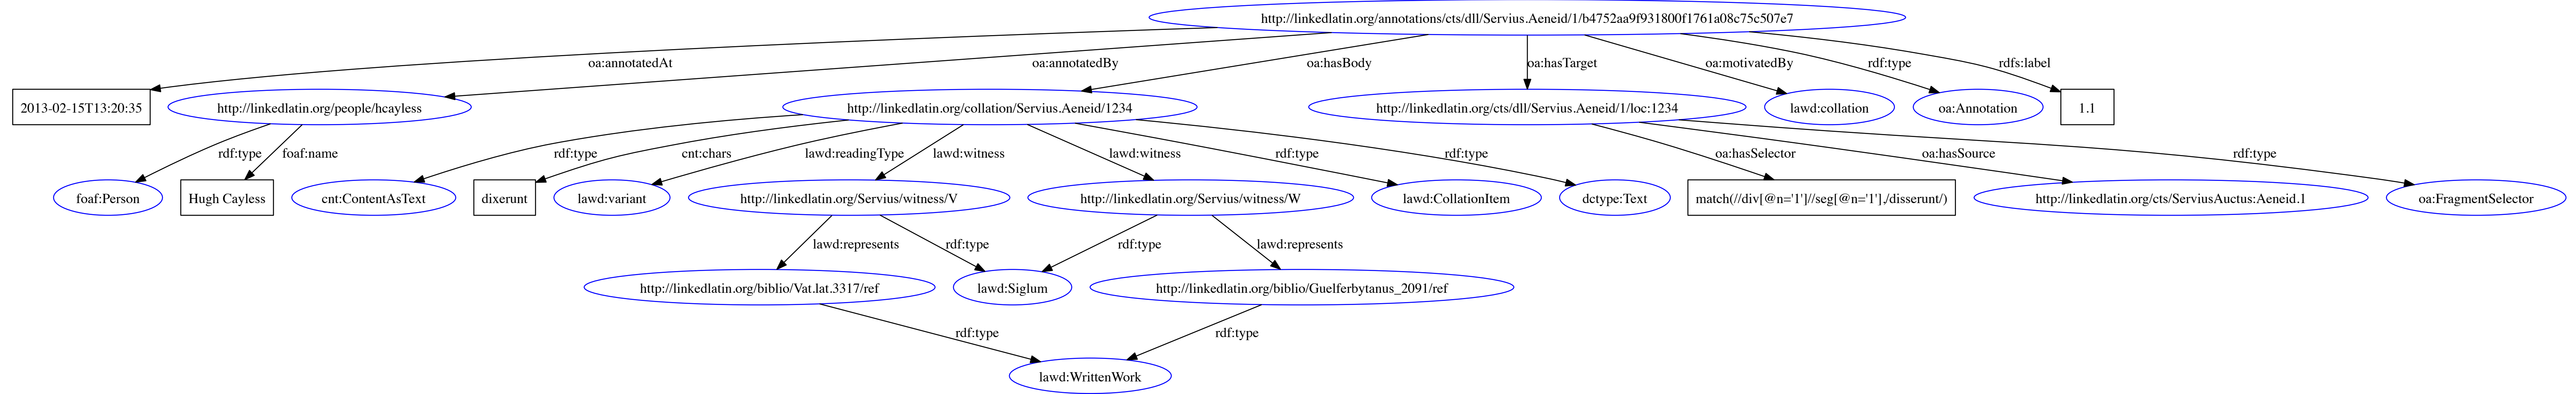 http://linkedlatin.org/annotations/cts/dll/Servius.Aeneid/1/b4752aa9f931800f1761a08c75c507e7
oa:annotatedAt oa:annotatedBy oa:hasBody oa:hasTarget oa:motivatedBy rdf:type rdfs:label
2013-02-15T13:20:35 http://linkedlatin.org/people/hcayless http://linkedlatin.org/collation/Servius.Aeneid/1234 http://linkedlatin.org/cts/dll/Servius.Aeneid/1/loc:1234 lawd:collation oa:Annotation 1.1
rdf:type foaf:name rdf:type cnt:chars lawd:readingType lawd:witness lawd:witness rdf:type rdf:type oa:hasSelector oa:hasSource rdf:type
foaf:Person Hugh Cayless cnt:ContentAsText dixerunt lawd:variant http://linkedlatin.org/Servius/witness/V http://linkedlatin.org/Servius/witness/W lawd:CollationItem dctype:Text match(//div[@n='1']//seg[@n='1'],/disserunt/) http://linkedlatin.org/cts/ServiusAuctus:Aeneid.1 oa:FragmentSelector
lawd:represents rdf:type rdf:type lawd:represents
http://linkedlatin.org/biblio/Vat.lat.3317/ref lawd:Siglum http://linkedlatin.org/biblio/Guelferbytanus_2091/ref
rdf:type rdf:type
lawd:WrittenWork